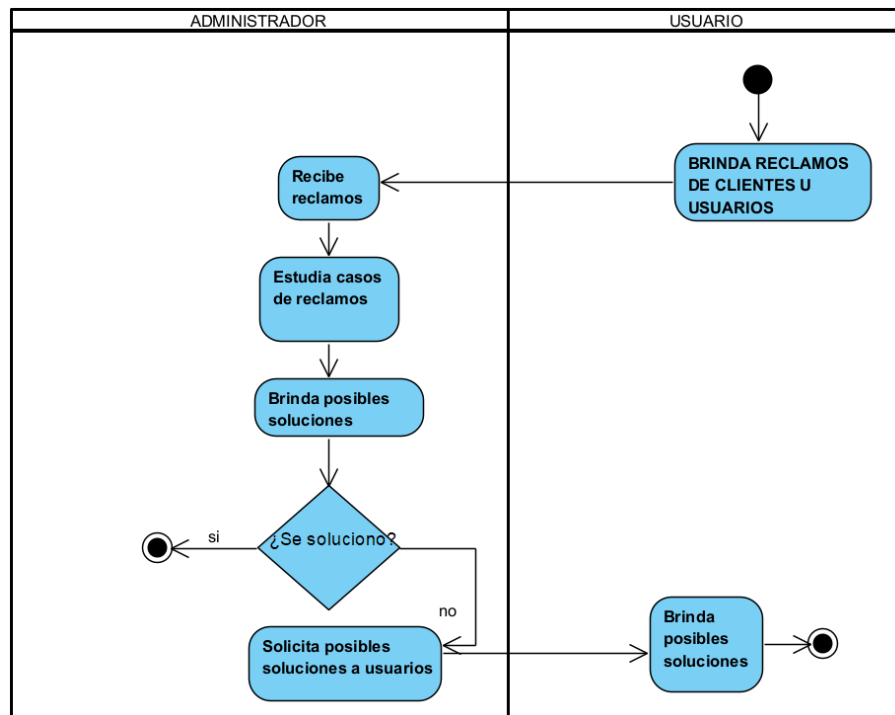 ADMINISTRADOR
USUARIO
BRINDA RECLAMOS
DE CLIENTES U
USUARIOS
Recibe
reclamos
Estudia casos
de reclamos
Brinda posibles
soluciones
¿Se soluciono?
si
no
Solicita posibles
soluciones a usuarios
Brinda
posibles
soluciones